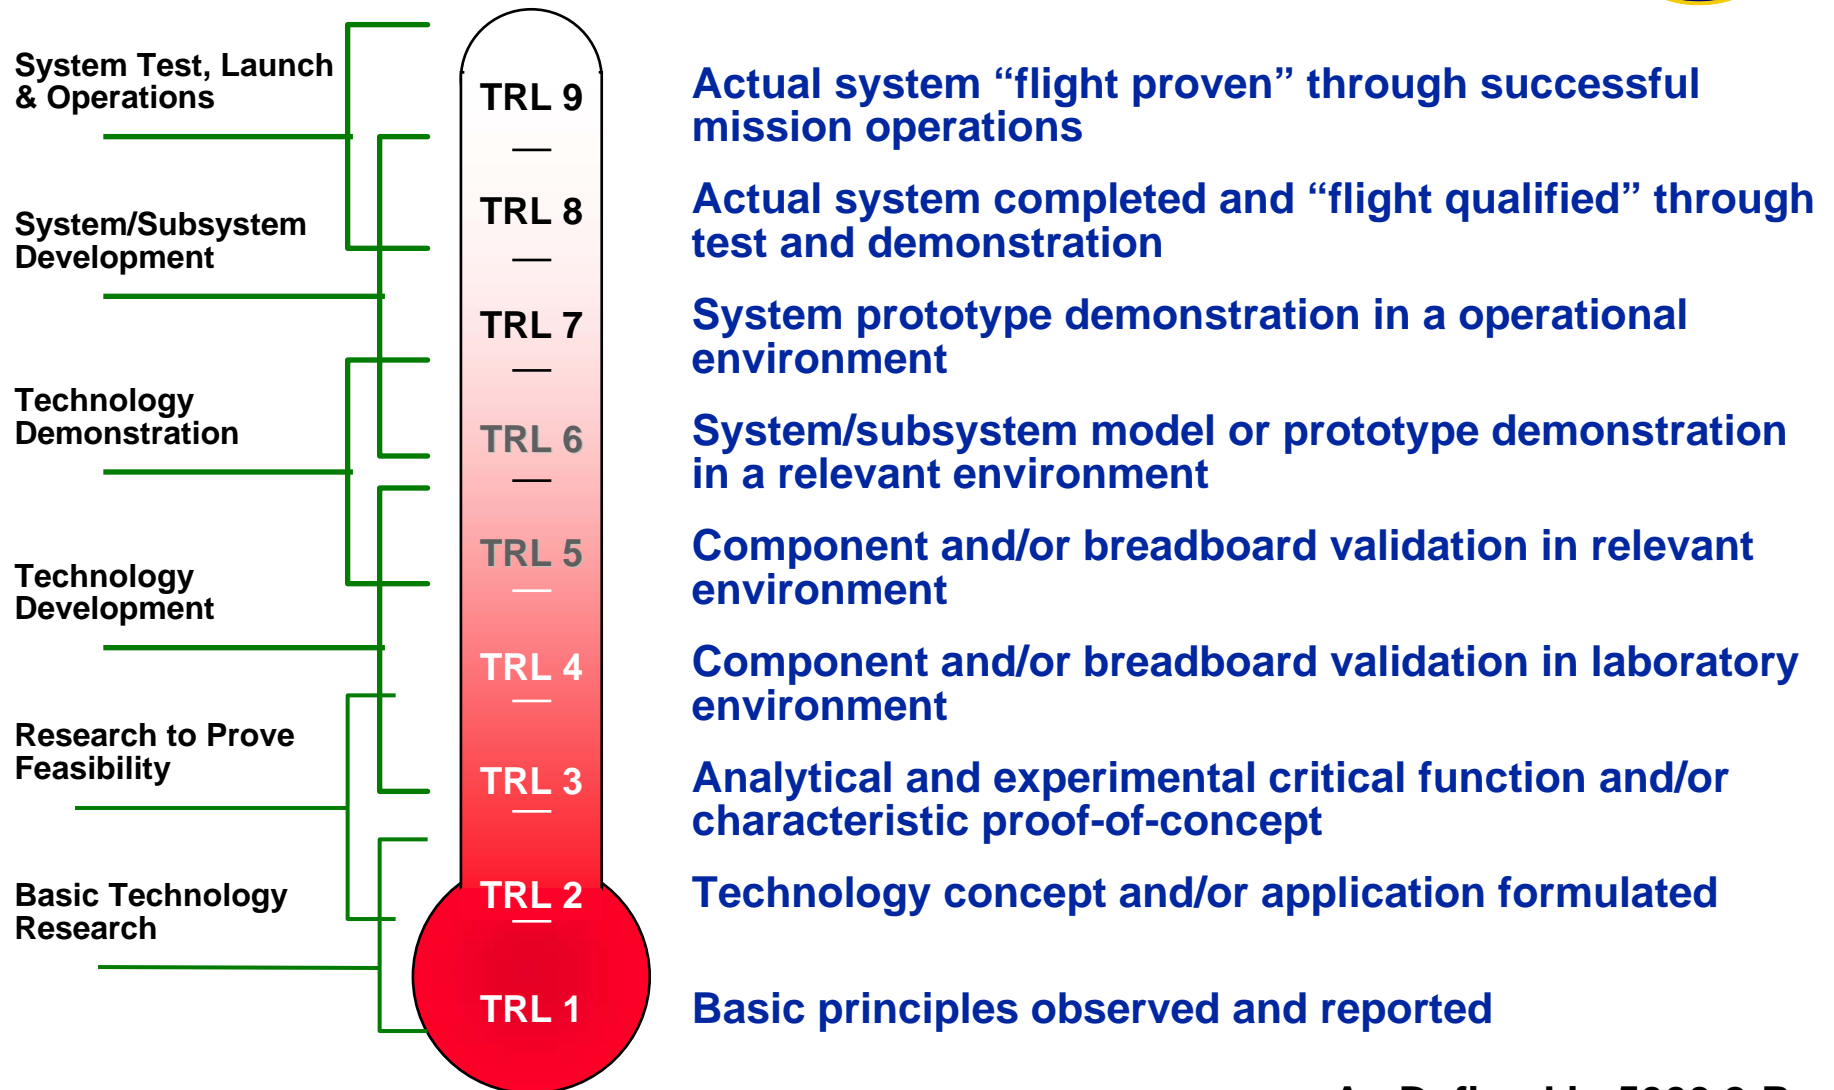 System Test, Launch
& Operations
System/Subsystem
Development
Technology
Demonstration
Technology
Development
Research to Prove
Feasibility
Basic Technology
Research
TRL 9
TRL 8
TRL 7
TRL 6
TRL 5
TRL 4
TRL 3
TRL 2
TRL 1
Actual system “flight proven” through successful
mission operations
Actual system completed and “flight qualified” through
test and demonstration
System prototype demonstration in a operational
environment
System/subsystem model or prototype demonstration
in a relevant environment
Component and/or breadboard validation in relevant
environment
Component and/or breadboard validation in laboratory
environment
Analytical and experimental critical function and/or
characteristic proof-of-concept
Technology concept and/or application formulated
Basic principles observed and reported